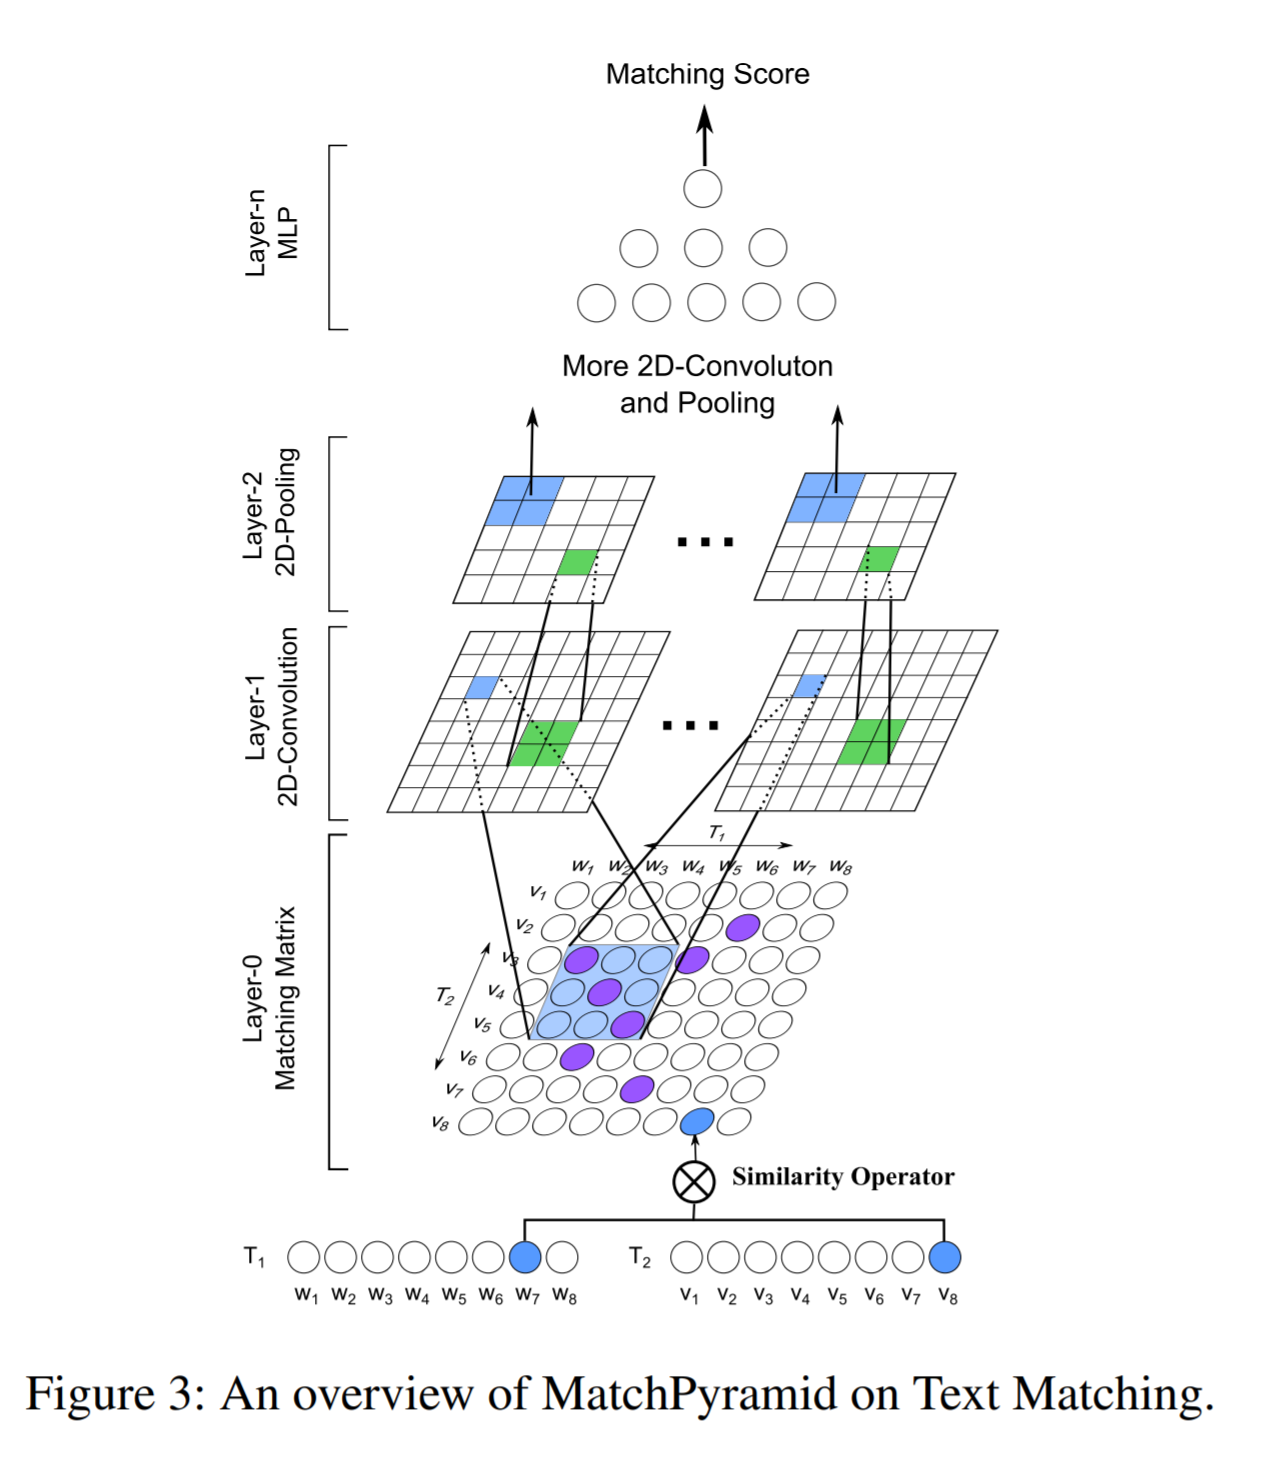 Matching Score
Layer-n
MLP
More 2D-Convoluton
and Pooling
Layer-2
2D-Pooling
...
Layer-1
2D-Convolution
...
Layer-0
Matching Matrix
T1
w1 w2 w3 w4 w5 w6 w7 w8
v1
v2
v3
v4
v5
v6
v7
v8
T2
Similarity Operator
T1
w1 w2 w3 w4 w5 w6 w7 w8
T2
v1 v2 v3 v4 v5 v6 v7 v8
Figure 3: An overview of MatchPyramid on Text Matching.